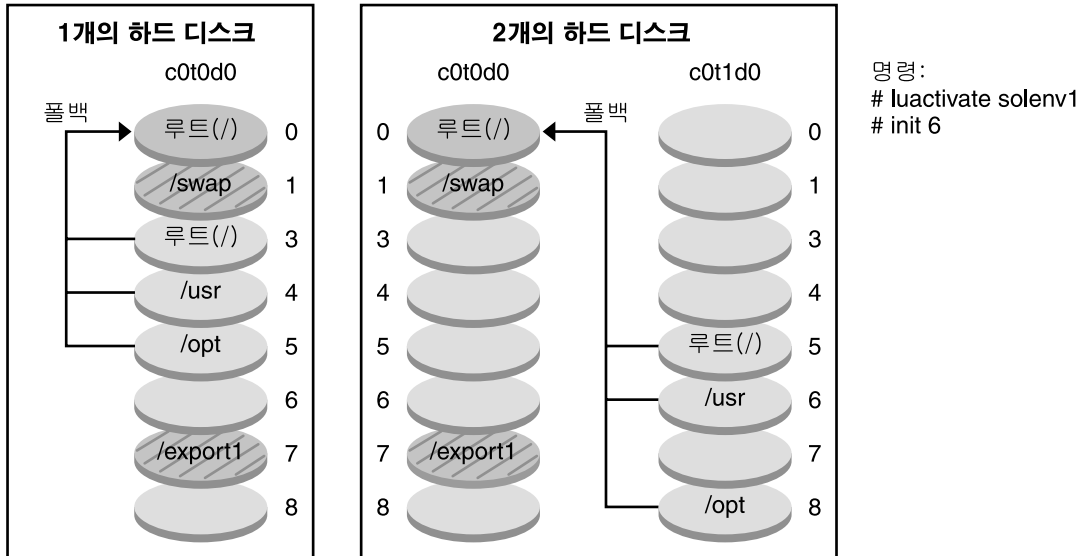 1개의 하드 디스크
c0t0d0
폴백
루트(/) 0
/swap 1
루트(/) 3
/usr 4
/opt 5
6
/export1 7
8
2개의 하드 디스크
c0t0d0 c0t1d0
폴백
0 루트(/) 0
1 /swap 1
3 3
4 4
5 루트(/) 5
6 /usr 6
7 /export1 7
8 /opt 8
명령:
# luactivate solenv1
# init 6